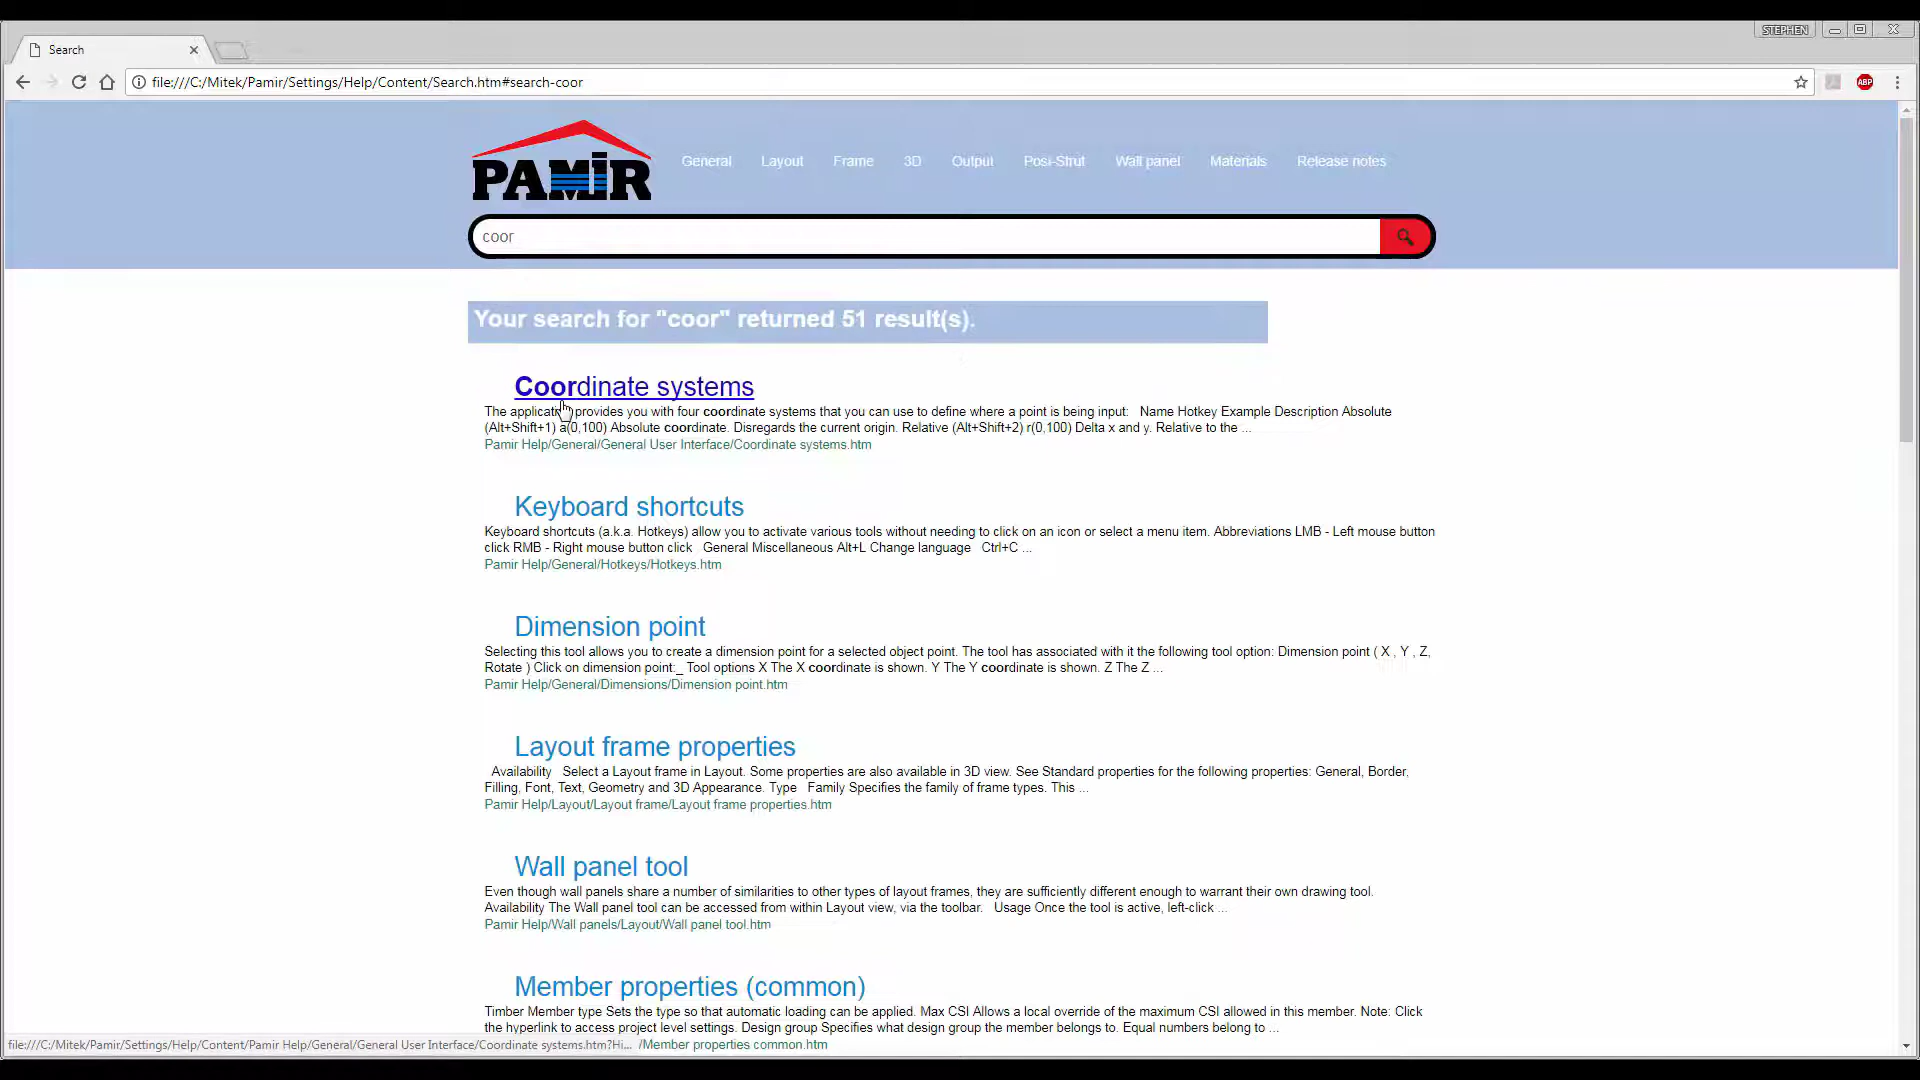 STEPHEN
Search
file:///C:/Mitek/Pamir/Settings/Help/Content/Search.htm#search-coor
ABP
PAMIR
General Layout Frame 3D Output Posi-Strut Wall panel Materials Release notes
coor
Your search for "coor" returned 51 result(s).
Coordinate systems
The applicatio provides you with four coordinate systems that you can use to define where a point is being input: Name Hotkey Example Description Absolute
(Alt+Shift+1) a(0,100) Absolute coordinate. Disregards the current origin. Relative (Alt+Shift+2) r(0,100) Delta x and y. Relative to the ...
Pamir Help/General/General User Interface/Coordinate systems.htm
Keyboard shortcuts
Keyboard shortcuts (a.k.a. Hotkeys) allow you to activate various tools without needing to click on an icon or select a menu item. Abbreviations LMB - Left mouse button
click RMB - Right mouse button click General Miscellaneous Alt+L Change language Ctrl+C ...
Pamir Help/General/Hotkeys/Hotkeys.htm
Dimension point
Selecting this tool allows you to create a dimension point for a selected object point. The tool has associated with it the following tool option: Dimension point ( X , Y , Z,
Rotate ) Click on dimension point:_ Tool options X The X coordinate is shown. Y The Y coordinate is shown. Z The Z ...
Pamir Help/General/Dimensions/Dimension point.htm
Layout frame properties
Availability Select a Layout frame in Layout. Some properties are also available in 3D view. See Standard properties for the following properties: General, Border,
Filling, Font, Text, Geometry and 3D Appearance. Type Family Specifies the family of frame types. This ...
Pamir Help/Layout/Layout frame/Layout frame properties.htm
Wall panel tool
Even though wall panels share a number of similarities to other types of layout frames, they are sufficiently different enough to warrant their own drawing tool.
Availability The Wall panel tool can be accessed from within Layout view, via the toolbar. Usage Once the tool is active, left-click ...
Pamir Help/Wall panels/Layout/Wall panel tool.htm
Member properties (common)
Timber Member type Sets the type so that automatic loading can be applied. Max CSI Allows a local override of the maximum CSI allowed in this member. Note: Click
the hyperlink to access project level settings. Design group Specifies what design group the member belongs to. Equal numbers belong to ...
file:///C:/Mitek/Pamir/Settings/Help/Content/Pamir Help/General/General User Interface/Coordinate systems.htm?Hi... /Member properties common.htm